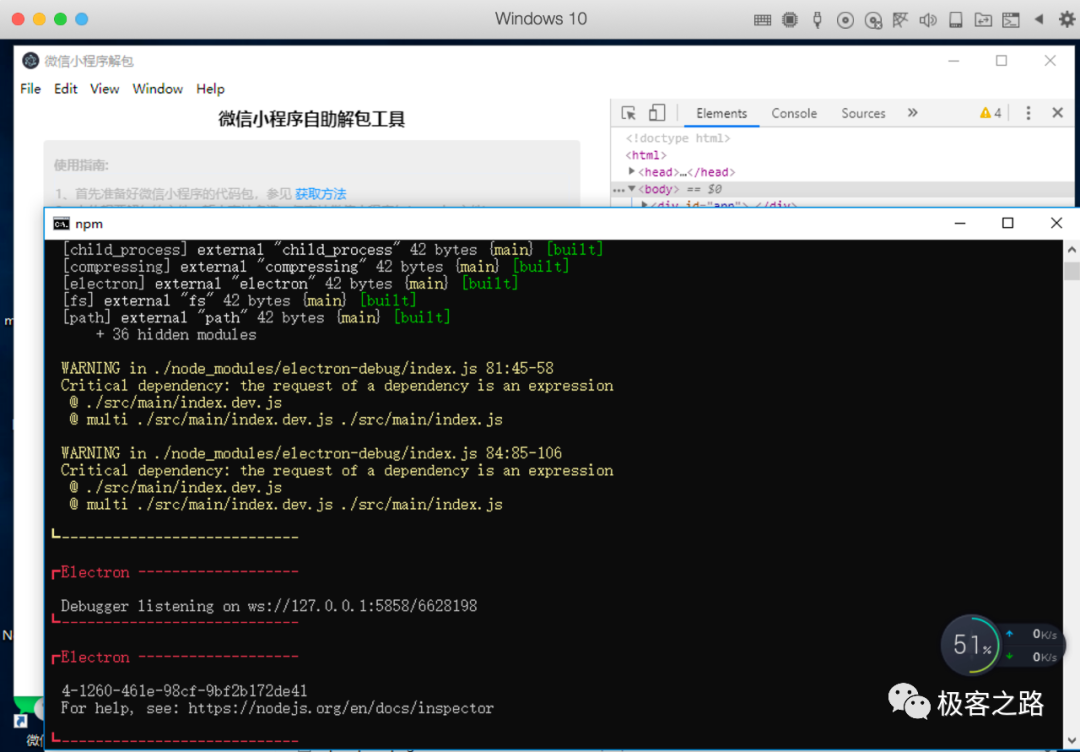 Windows 10
微信小程序解包
File Edit View Window Help
微信小程序自助解包工具
使用指南:
1、首先准备好微信小程序的代码包，参见 获取方法
Elements Console Sources » 4
<!doctype html>
<html>
<head>…</head>
<body> == $0
<div id="app"> </div>
npm
[child_process] external "child_process" 42 bytes {main} [built]
[compressing] external "compressing" 42 bytes {main} [built]
[electron] external "electron" 42 bytes {main} [built]
[fs] external "fs" 42 bytes {main} [built]
[path] external "path" 42 bytes {main} [built]
+ 36 hidden modules
WARNING in ./node_modules/electron-debug/index.js 81:45-58
Critical dependency: the request of a dependency is an expression
@ ./src/main/index.dev.js
@ multi ./src/main/index.dev.js ./src/main/index.js
WARNING in ./node_modules/electron-debug/index.js 84:85-106
Critical dependency: the request of a dependency is an expression
@ ./src/main/index.dev.js
@ multi ./src/main/index.dev.js ./src/main/index.js
┗----------------------------
┏Electron -------------------
Debugger listening on ws://127.0.0.1:5858/6628198
┗----------------------------
┏Electron -------------------
4-1260-461e-98cf-9bf2b172de41
For help, see: https://nodejs.org/en/docs/inspector
┗----------------------------
51%
0K/s
0K/s
极客之路